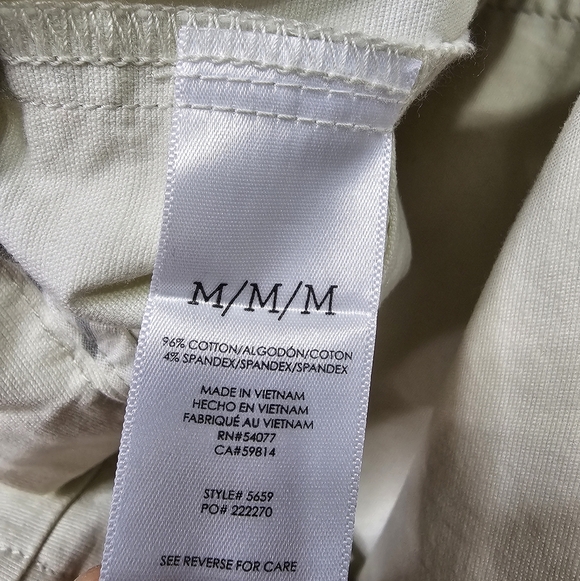 M/M/M
96% COTTON/ALGODÓN/COTON
4% SPANDEX/SPANDEX/SPANDEX
MADE IN VIETNAM
HECHO EN VIETNAM
FABRIQUÉ AU VIETNAM
RN#54077
CA#59814
STYLE# 5659
PO# 222270
SEE REVERSE FOR CARE